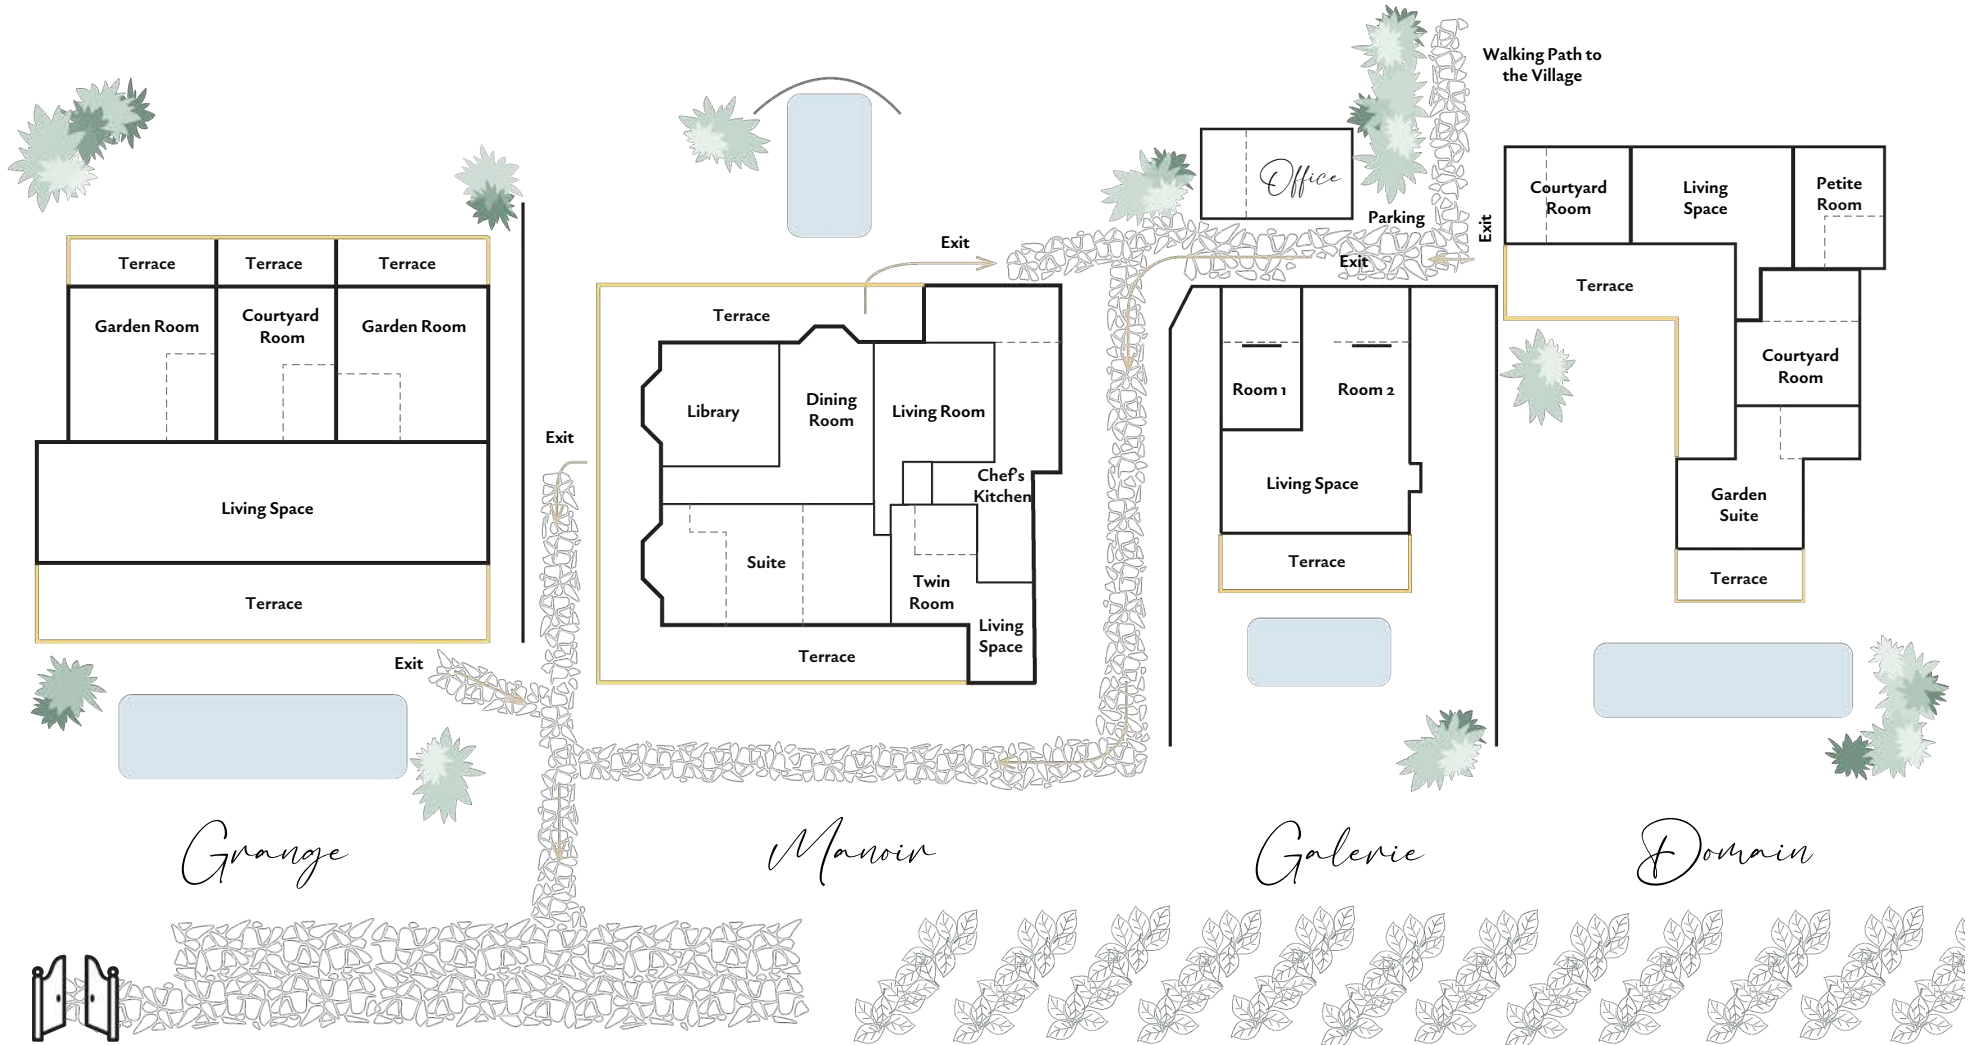 Walking Path to
the Village
Office
Parking
Exit
Exit
Exit
Courtyard
Room
Living
Space
Petite
Room
Terrace
Courtyard
Room
Garden
Suite
Terrace
Terrace
Terrace
Terrace
Garden Room
Courtyard
Room
Garden Room
Living Space
Terrace
Exit
Exit
Terrace
Library
Dining
Room
Living Room
Chef's
Kitchen
Suite
Twin
Room
Living
Space
Terrace
Room 1
Room 2
Living Space
Terrace
Grange
Manoir
Galerie
Domain